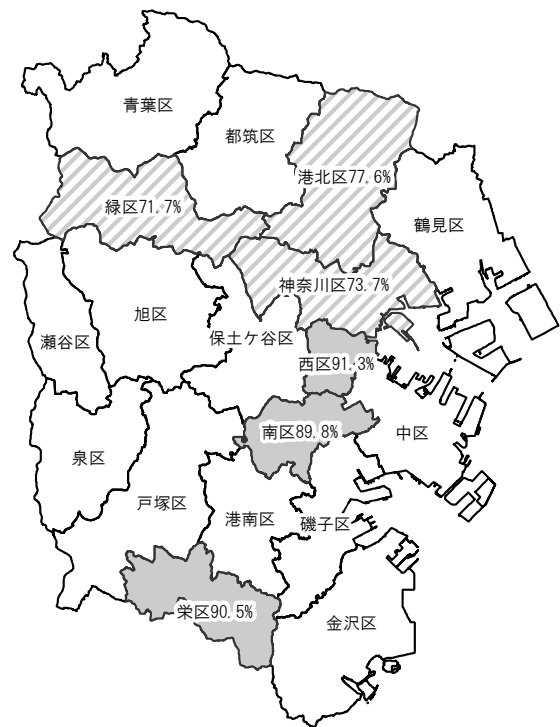 青葉区
都筑区
港北区77.6%
緑区71.7%
鶴見区
神奈川区73.7%
旭区
瀬谷区
保土ケ谷区
西区91.3%
南区89.8%
中区
泉区
戸塚区
港南区
磯子区
栄区90.5%
金沢区